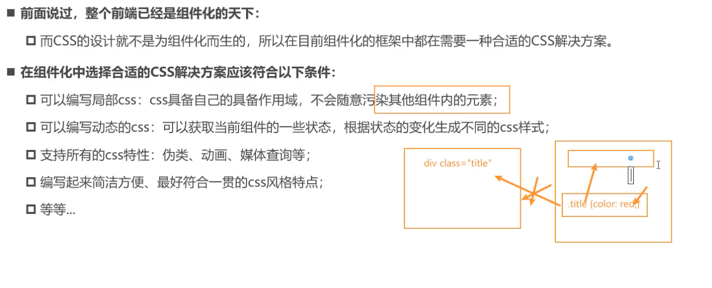 前面说过，整个前端已经是组件化的天下：
而CSS的设计就不是为组件化而生的，所以在目前组件化的框架中都在需要一种合适的CSS解决方案。
在组件化中选择合适的CSS解决方案应该符合以下条件：
可以编写局部css：css具备自己的具备作用域，不会随意污染其他组件内的元素；
可以编写动态的css：可以获取当前组件的一些状态，根据状态的变化生成不同的css样式；
支持所有的css特性：伪类、动画、媒体查询等；
编写起来简洁方便、最好符合一贯的css风格特点；
等等...
div class="title"
.title {color: red;}